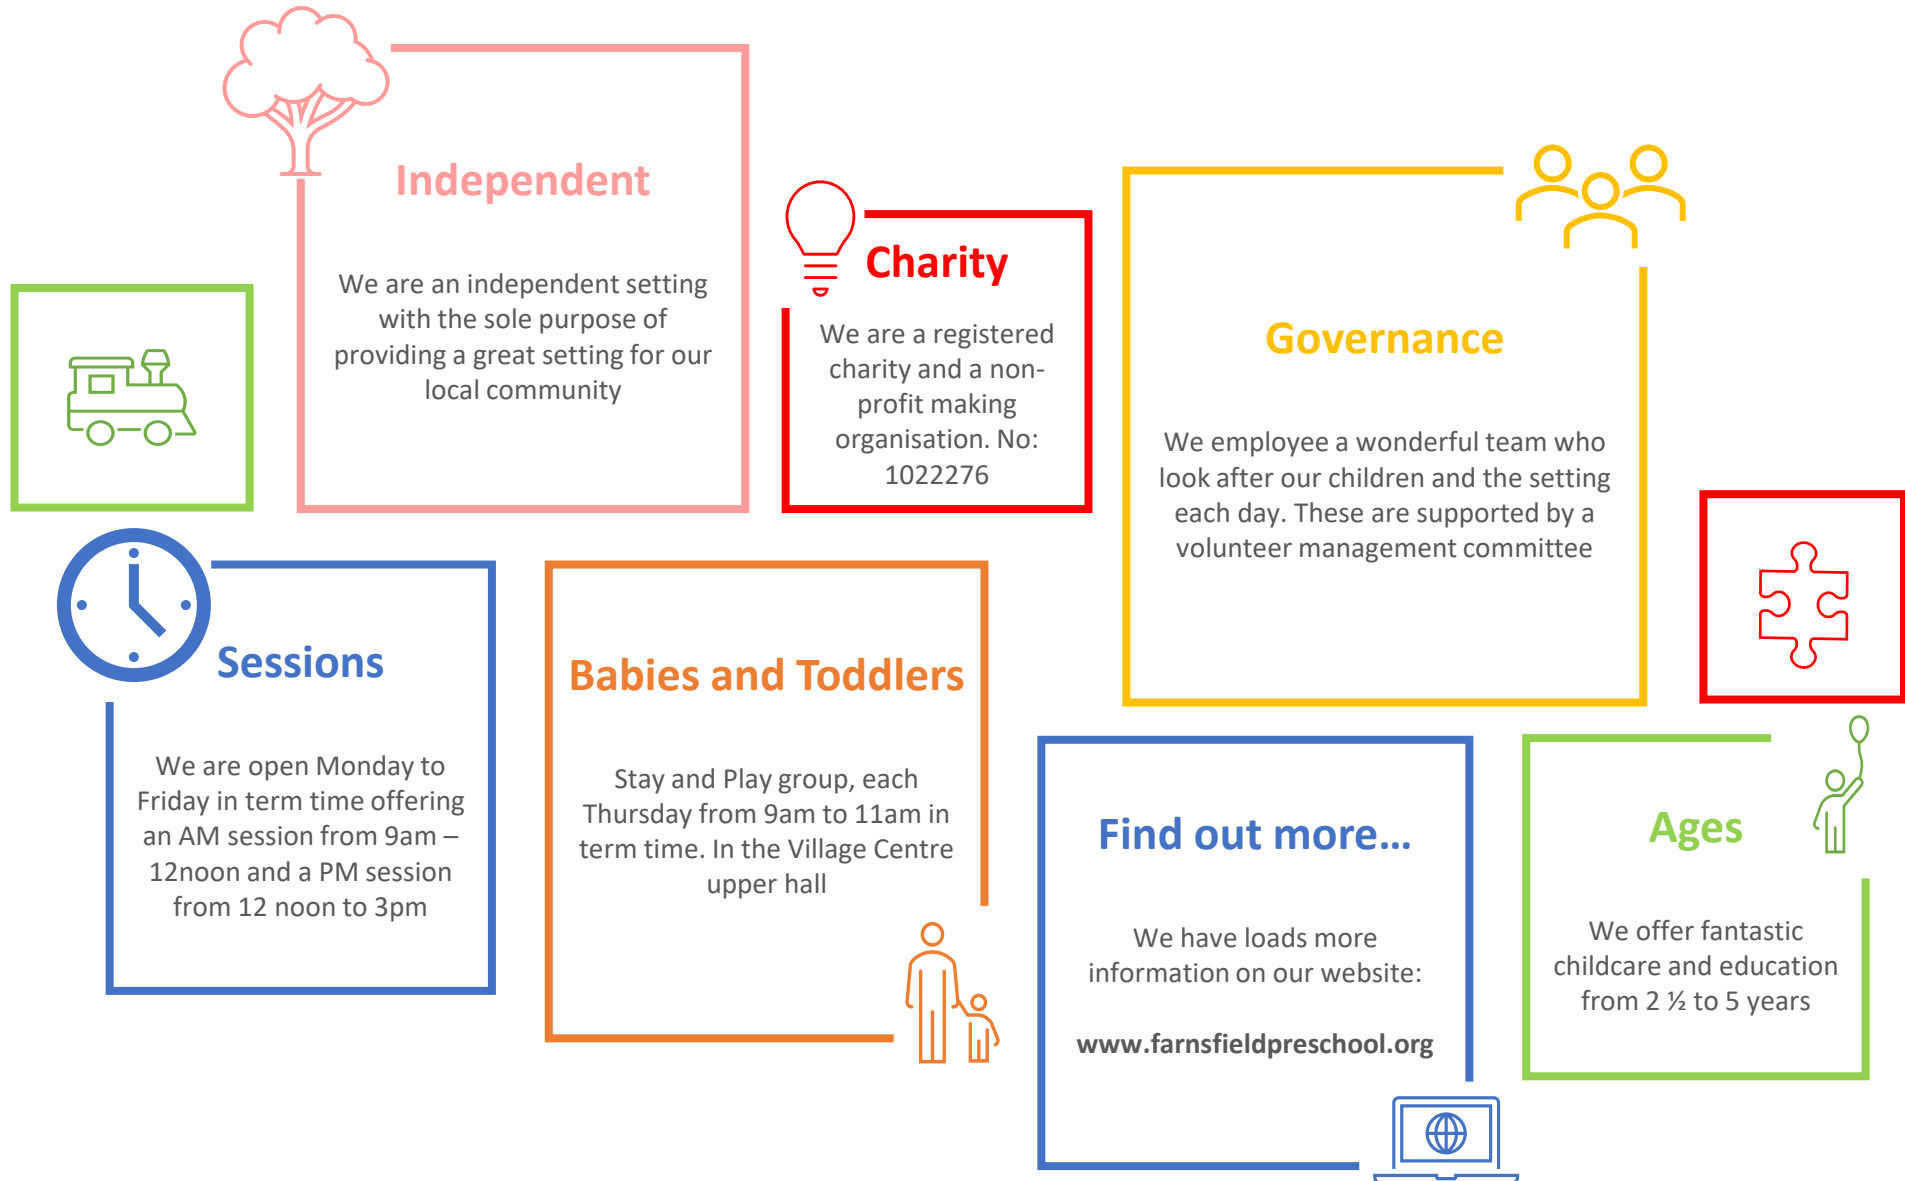 Independent
We are an independent setting
with the sole purpose of
providing a great setting for our
local community
Charity
We are a registered
charity and a non-
profit making
organisation. No:
1022276
Governance
We employee a wonderful team who
look after our children and the setting
each day. These are supported by a
volunteer management committee
Sessions
We are open Monday to
Friday in term time offering
an AM session from 9am –
12noon and a PM session
from 12 noon to 3pm
Babies and Toddlers
Stay and Play group, each
Thursday from 9am to 11am in
term time. In the Village Centre
upper hall
Find out more...
We have loads more
information on our website:
www.farnsfieldpreschool.org
Ages
We offer fantastic
childcare and education
from 2 ½ to 5 years